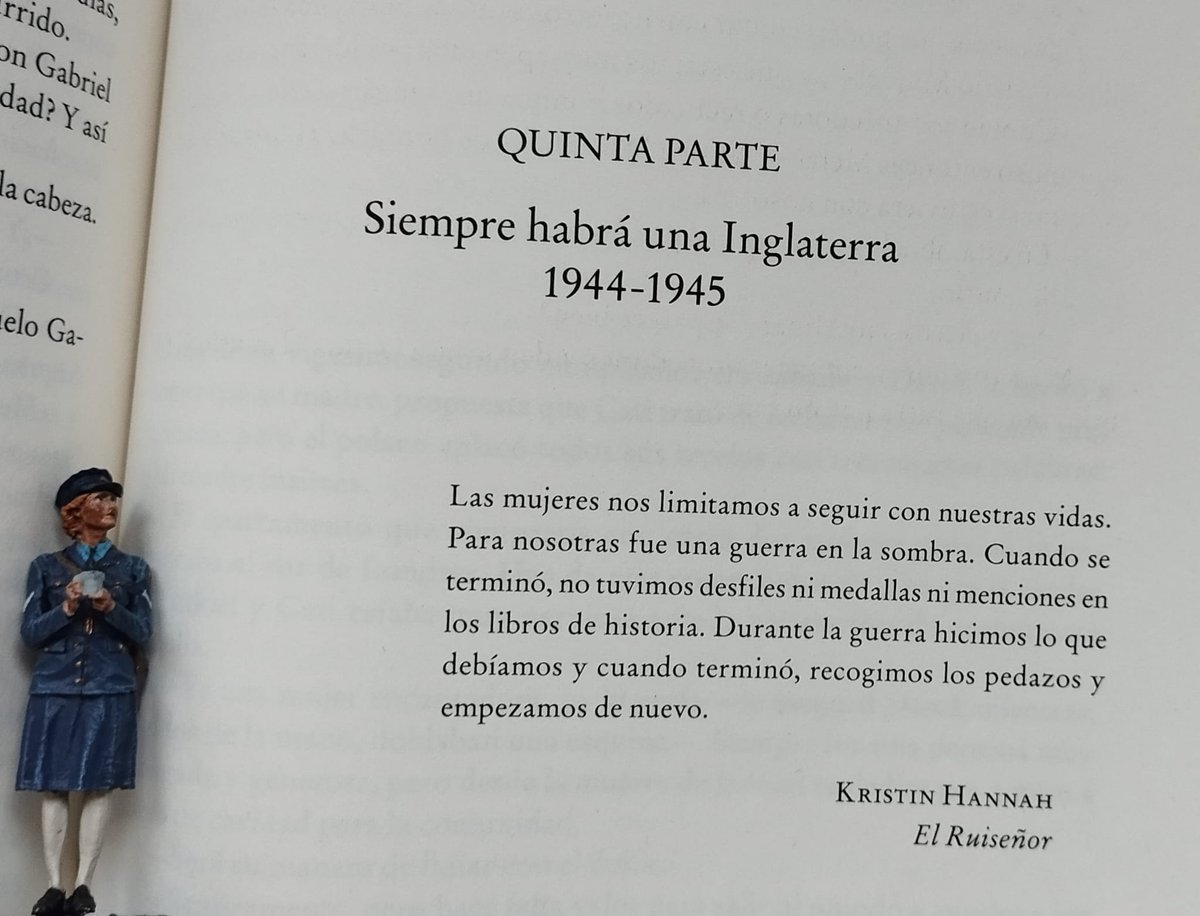 rrido.
on Gabriel
dad? Y así
la cabeza.
elo Ga-
QUINTA PARTE
Siempre habrá una Inglaterra
1944-1945
Las mujeres nos limitamos a seguir con nuestras vidas.
Para nosotras fue una guerra en la sombra. Cuando se
terminó, no tuvimos desfiles ni medallas ni menciones en
los libros de historia. Durante la guerra hicimos lo que
debíamos y cuando terminó, recogimos los pedazos y
empezamos de nuevo.
KRISTIN HANNAH
El Ruiseñor